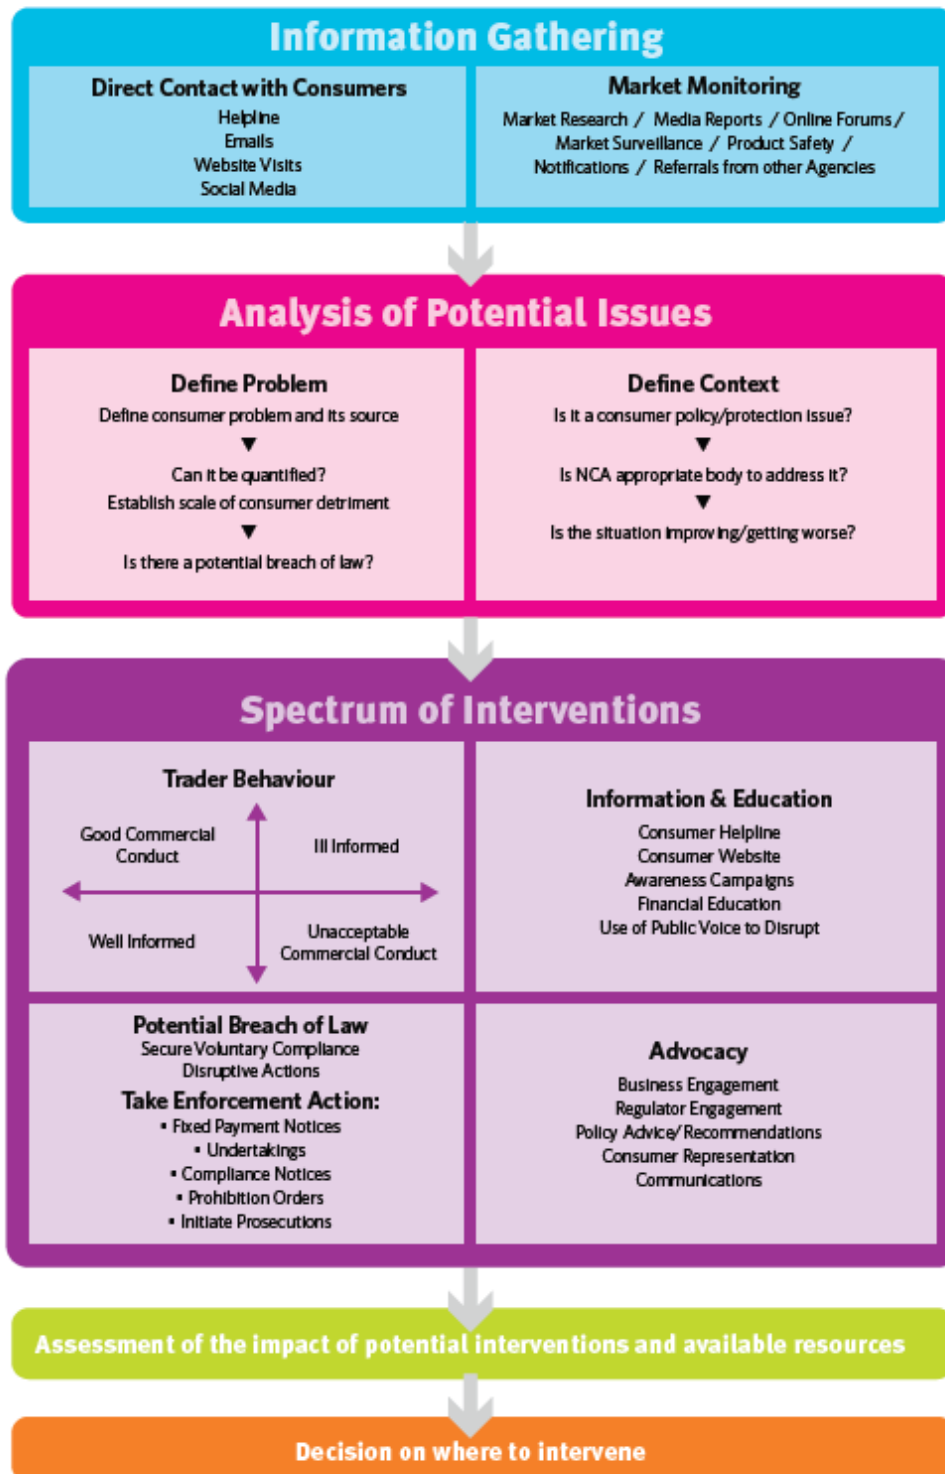 Information Gathering
Direct Contact with Consumers
Helpline
Emails
Website Visits
Social Media
Market Monitoring
Market Research / Media Reports / Online Forums /
Market Surveillance / Product Safety /
Notifications / Referrals from other Agencies
Analysis of Potential Issues
Define Problem
Define consumer problem and its source
▼
Can it be quantified?
Establish scale of consumer detriment
▼
Is there a potential breach of law?
Define Context
Is it a consumer policy/protection issue?
▼
Is NCA appropriate body to address it?
▼
Is the situation improving/getting worse?
Spectrum of Interventions
Trader Behaviour
Good Commercial
Conduct
Ill Informed
Well Informed
Unacceptable
Commercial Conduct
Information & Education
Consumer Helpline
Consumer Website
Awareness Campaigns
Financial Education
Use of Public Voice to Disrupt
Potential Breach of Law
Secure Voluntary Compliance
Disruptive Actions
Take Enforcement Action:
▪ Fixed Payment Notices
▪ Undertakings
▪ Compliance Notices
▪ Prohibition Orders
▪ Initiate Prosecutions
Advocacy
Business Engagement
Regulator Engagement
Policy Advice/Recommendations
Consumer Representation
Communications
Assessment of the impact of potential interventions and available resources
Decision on where to intervene